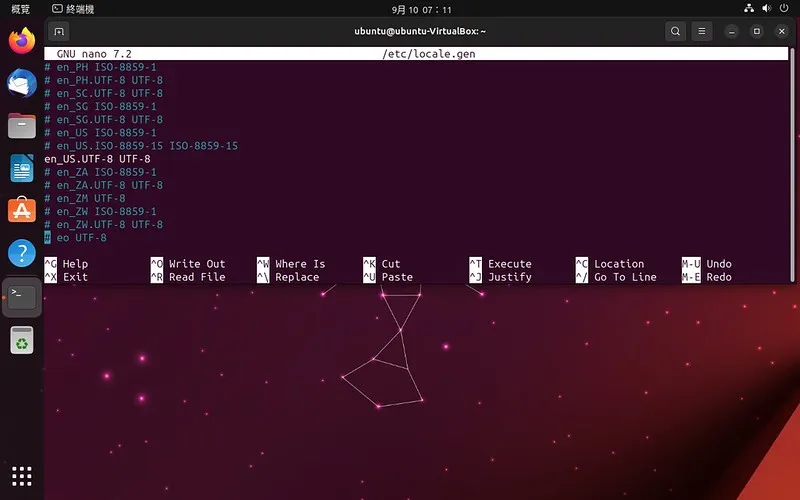 概覽
終端機
9月 10 07：11
ubuntu@ubuntu-VirtualBox: ~
GNU nano 7.2 /etc/locale.gen
# en_PH ISO-8859-1
# en_PH.UTF-8 UTF-8
# en_SC.UTF-8 UTF-8
# en_SG ISO-8859-1
# en_SG.UTF-8 UTF-8
# en_US ISO-8859-1
# en_US.ISO-8859-15 ISO-8859-15
en_US.UTF-8 UTF-8
# en_ZA ISO-8859-1
# en_ZA.UTF-8 UTF-8
# en_ZM UTF-8
# en_ZW ISO-8859-1
# en_ZW.UTF-8 UTF-8
# eo UTF-8
^G Help ^O Write Out ^W Where Is ^K Cut ^T Execute ^C Location M-U Undo
^X Exit ^R Read File ^\ Replace ^U Paste ^J Justify ^/ Go To Line M-E Redo